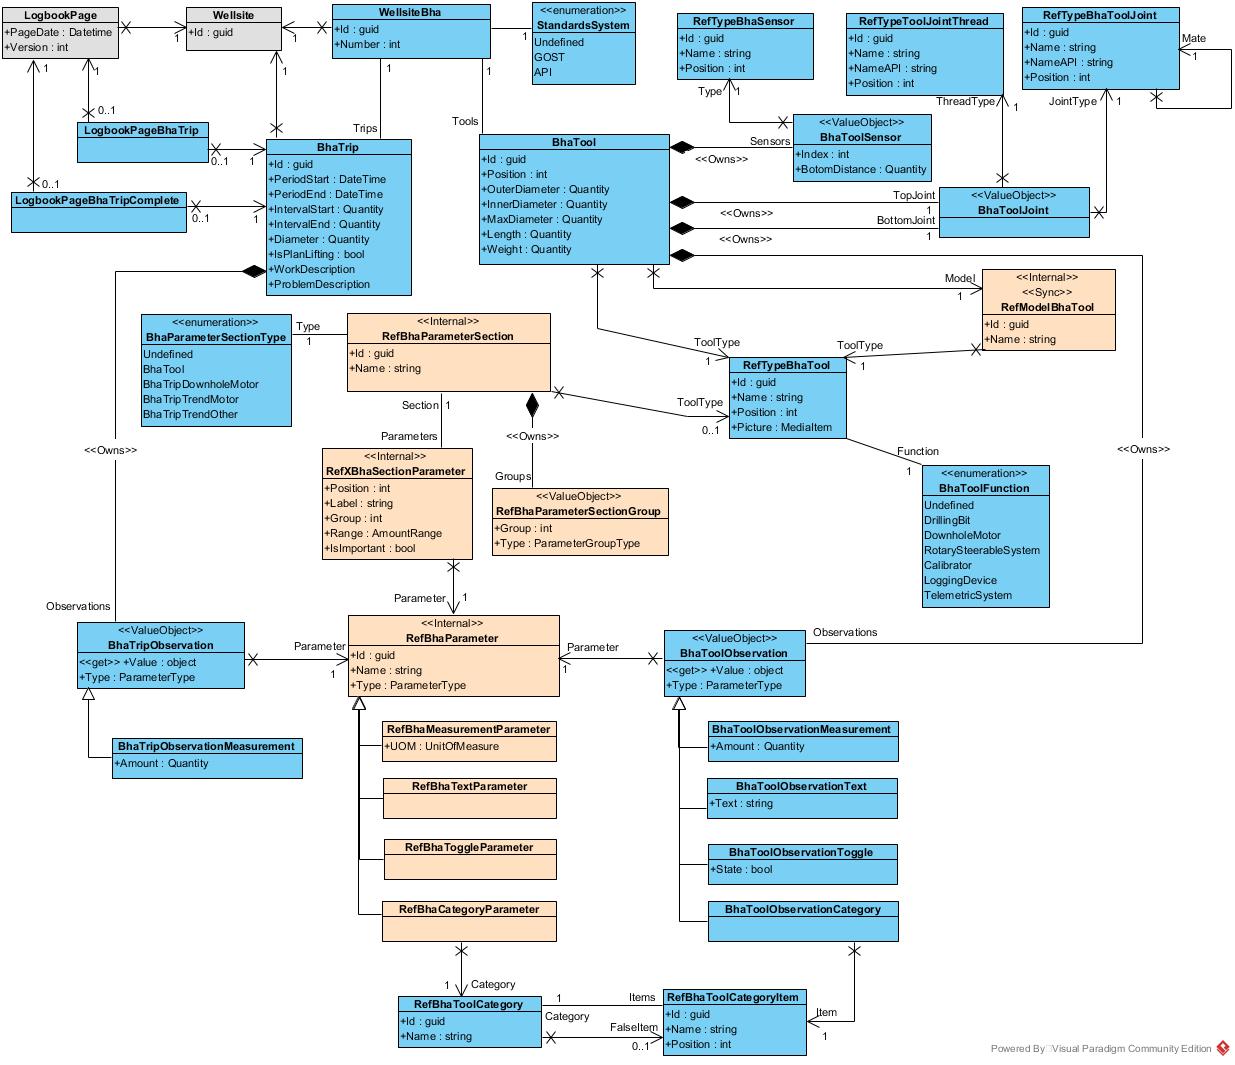 LogbookPage
+PageDate : Datetime
+Version : int
1
Wellsite
+Id : guid
1
WellsiteBha
+Id : guid
+Number : int
1
<<enumeration>>
StandardsSystem
Undefined
GOST
API
RefTypeBhaSensor
+Id : guid
+Name : string
+Position : int
RefTypeToolJointThread
+Id : guid
+Name : string
+NameAPI : string
+Position : int
RefTypeBhaToolJoint
+Id : guid
+Name : string
+NameAPI : string
+Position : int
Mate
1
1
1
1
1
1
Type
1
ThreadType
1
JointType
1
0..1
0..1
LogbookPageBhaTrip
0..1
1
Trips
Tools
LogbookPageBhaTripComplete
0..1
1
BhaTrip
+Id : guid
+PeriodStart : DateTime
+PeriodEnd : DateTime
+IntervalStart : Quantity
+IntervalEnd : Quantity
+Diameter : Quantity
+IsPlanLifting : bool
+WorkDescription
+ProblemDescription
BhaTool
+Id : guid
+Position : int
+OuterDiameter : Quantity
+InnerDiameter : Quantity
+MaxDiameter : Quantity
+Length : Quantity
+Weight : Quantity
Sensors
<<Owns>>
<<ValueObject>>
BhaToolSensor
+Index : int
+BotomDistance : Quantity
TopJoint
<<Owns>>
1
BottomJoint
<<Owns>>
1
<<ValueObject>>
BhaToolJoint
Model
1
<<Internal>>
<<Sync>>
RefModelBhaTool
+Id : guid
+Name : string
<<enumeration>>
BhaParameterSectionType
Undefined
BhaTool
BhaTripDownholeMotor
BhaTripTrendMotor
BhaTripTrendOther
Type
1
<<Internal>>
RefBhaParameterSection
+Id : guid
+Name : string
ToolType
1
ToolType
1
ToolType
0..1
RefTypeBhaTool
+Id : guid
+Name : string
+Position : int
+Picture : MediaItem
Function
1
<<enumeration>>
BhaToolFunction
Undefined
DrillingBit
DownholeMotor
RotarySteerableSystem
Calibrator
LoggingDevice
TelemetricSystem
Section
1
Parameters
<<Owns>>
Groups
<<Owns>>
<<Owns>>
<<Internal>>
RefXBhaSectionParameter
+Position : int
+Label : string
+Group : int
+Range : AmountRange
+IsImportant : bool
<<ValueObject>>
RefBhaParameterSectionGroup
+Group : int
+Type : ParameterGroupType
Parameter
1
Observations
<<ValueObject>>
BhaTripObservation
<<get>> +Value : object
+Type : ParameterType
Parameter
1
<<Internal>>
RefBhaParameter
+Id : guid
+Name : string
+Type : ParameterType
Parameter
1
<<ValueObject>>
BhaToolObservation
<<get>> +Value : object
+Type : ParameterType
Observations
BhaTripObservationMeasurement
+Amount : Quantity
RefBhaMeasurementParameter
+UOM : UnitOfMeasure
BhaToolObservationMeasurement
+Amount : Quantity
RefBhaTextParameter
BhaToolObservationText
+Text : string
RefBhaToggleParameter
BhaToolObservationToggle
+State : bool
RefBhaCategoryParameter
BhaToolObservationCategory
1
Category
RefBhaToolCategory
+Id : guid
+Name : string
1
Items
Category
FalseItem
0..1
RefBhaToolCategoryItem
+Id : guid
+Name : string
+Position : int
Item
1
Powered By Visual Paradigm Community Edition